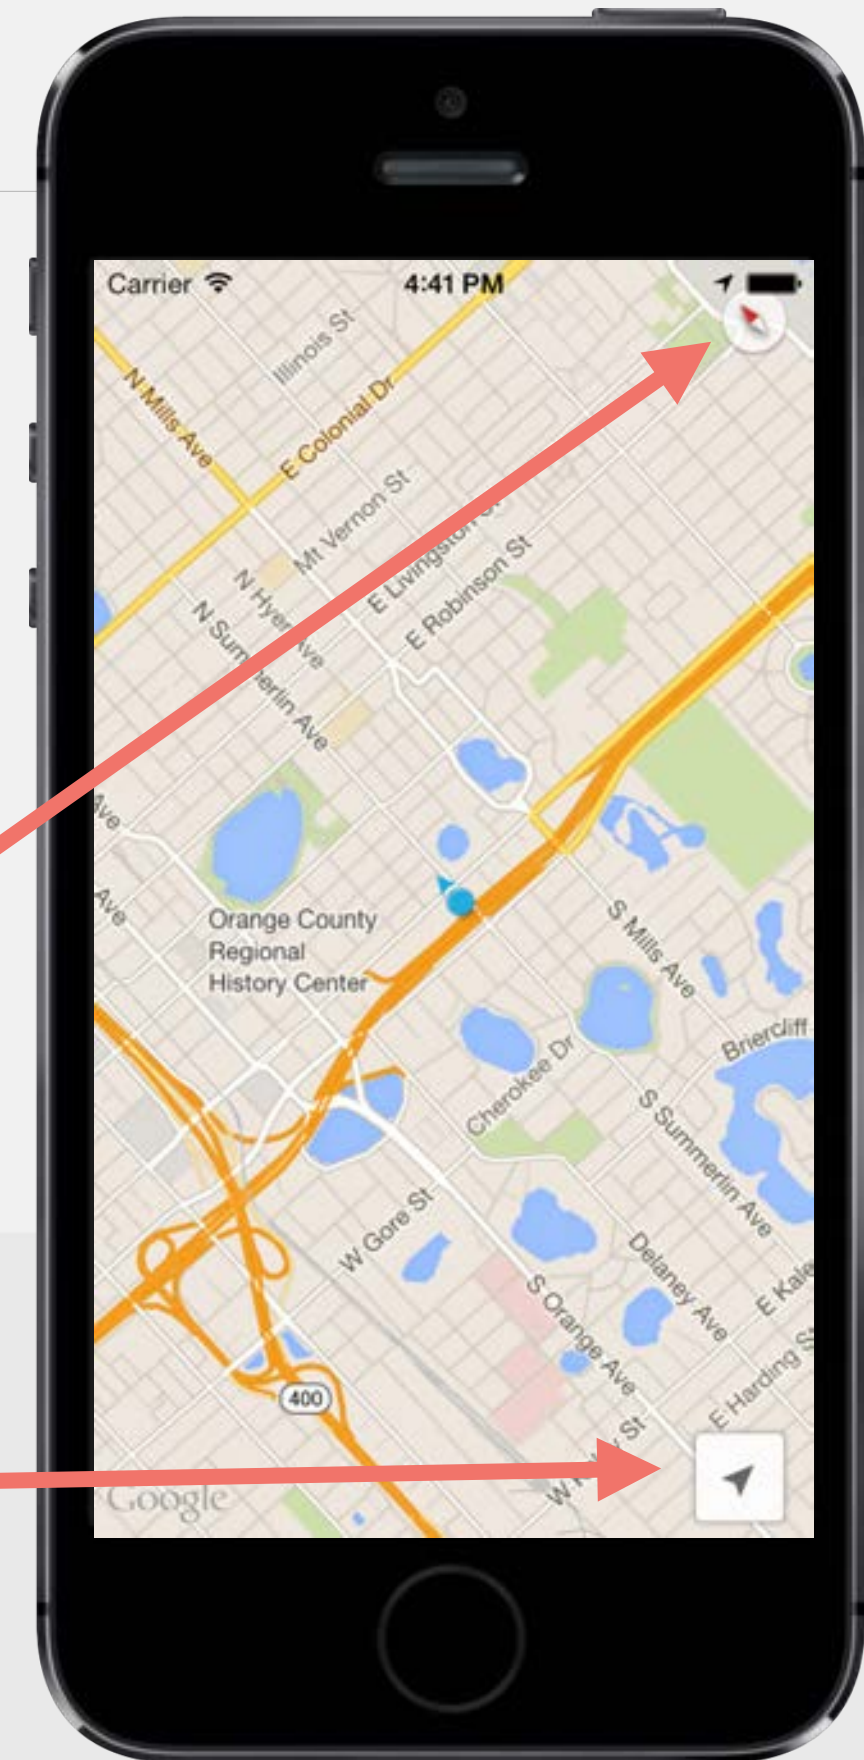 Carrier
4:41 PM
Illinois St
N Mills Ave
E Colonial Dr
Mt Vernon St
E Livingston
E Robinson St
N Hyer Ave
N Summerlin Ave
Ave
Ave
Orange County
Regional
History Center
S Mills Ave
Cherokee Dr
Briercliff
S Summerlin Ave
W Gore St
Delaney Ave
E Kale
S Orange Ave
E Harding St
400
W
St
Google